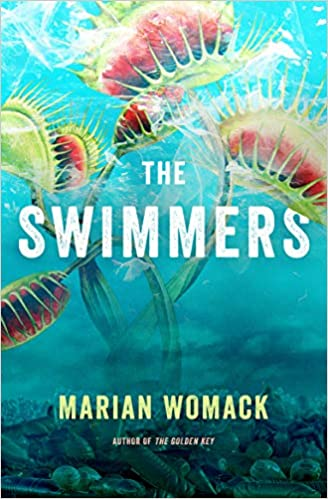 THE
SWIMMERS
MARIAN WOMACK
AUTHOR OF THE GOLDEN KEY